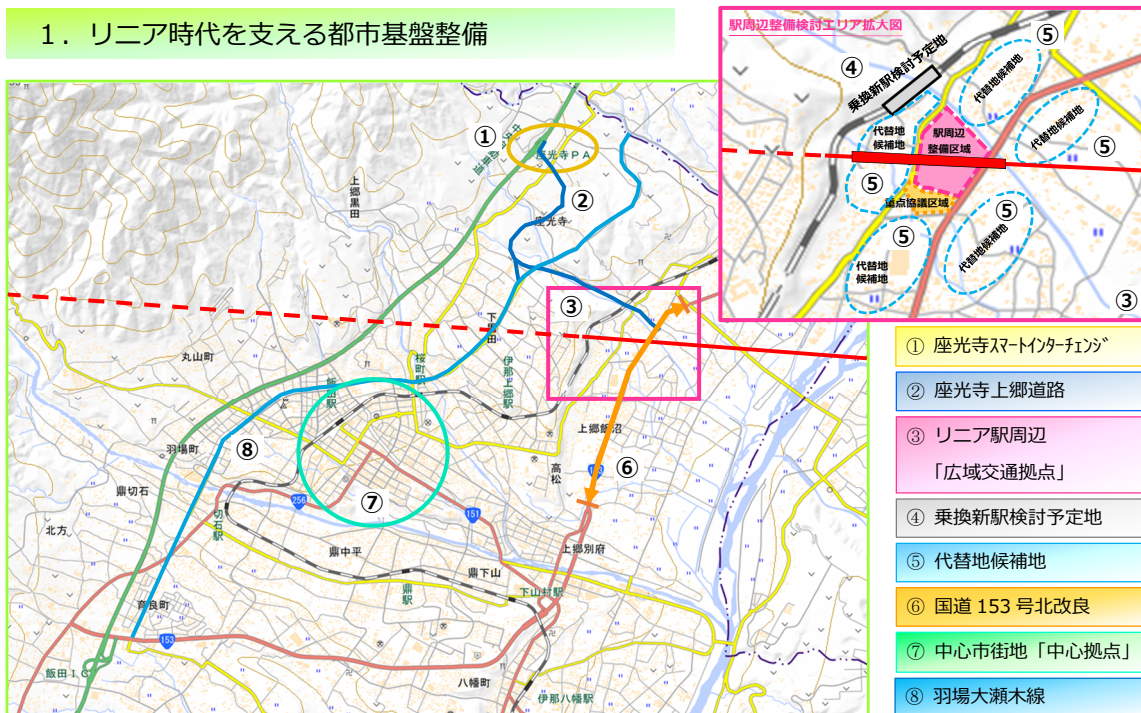 1. リニア時代を支える都市基盤整備
駅周辺整備検討エリア拡大図
④
乗換新駅検討予定地
⑤
代替地候補地
代替地
候補地
駅周辺
整備区域
代替地候補地
⑤
⑤
重点協議区域
⑤
⑤
代替地
候補地
代替地候補地
③
①
中央自動車道
座光寺PA
②
座光寺
上郷黒田
③
下黒田
丸山町
桜町駅
伊那上郷駅
飯田駅
羽場町
⑧
上郷飯沼
高松
⑥
鼎切石
⑦
256
151
153
北方
切石駅
鼎中平
上郷別府
鼎下山
鼎駅
下山村駅
育良町
153
飯田IC
八幡町
伊那八幡駅
① 座光寺スマートインターチェンジ
② 座光寺上郷道路
③ リニア駅周辺
「広域交通拠点」
④ 乗換新駅検討予定地
⑤ 代替地候補地
⑥ 国道153号北改良
⑦ 中心市街地「中心拠点」
⑧ 羽場大瀬木線